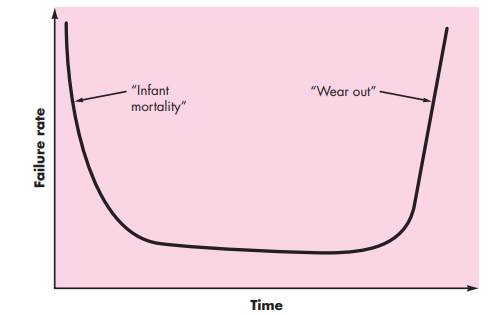 "Infant
mortality"
"Wear out"
Failure rate
Time